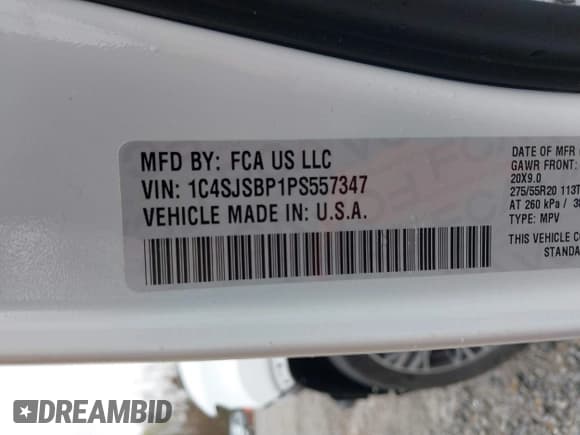 MFD BY: FCA US LLC
VIN: 1C4SJSBP1PS557347
VEHICLE MADE IN: U.S.A.
DATE OF MFR
GAWR FRONT:
20X9.0
275/55R20 113T
AT 260 kPa /
TYPE: MPV
THIS VEHICLE
STANDA
DREAMBID